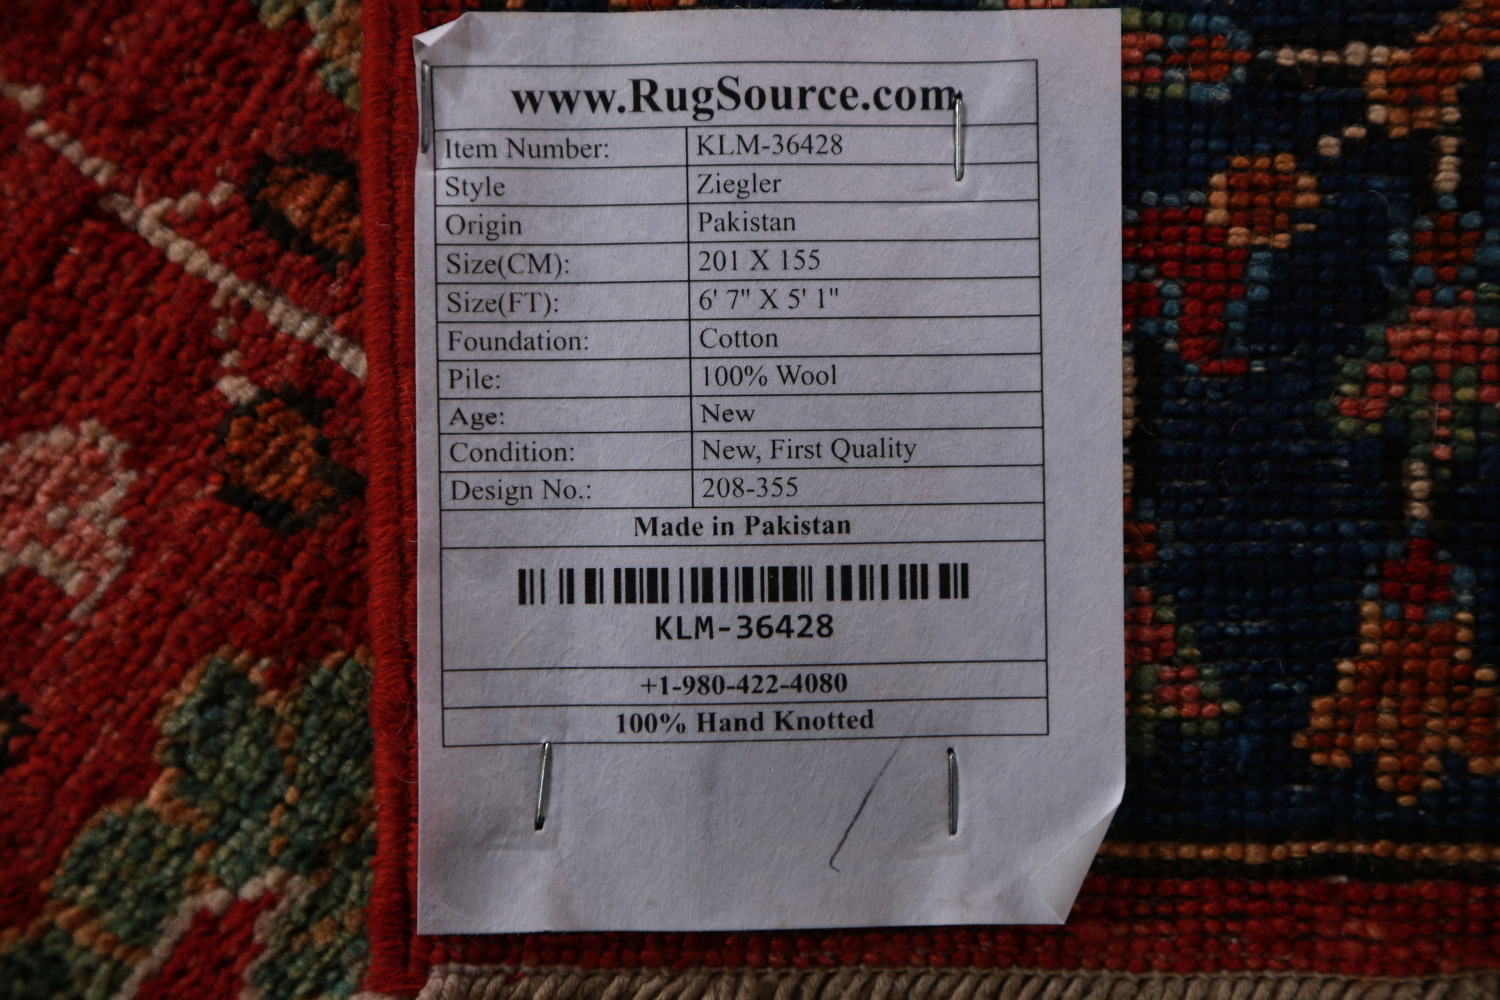 www.RugSource.com
Item Number: KLM-36428
Style Ziegler
Origin Pakistan
Size(CM): 201 X 155
Size(FT): 6' 7" X 5' 1"
Foundation: Cotton
Pile: 100% Wool
Age: New
Condition: New, First Quality
Design No.: 208-355
Made in Pakistan
KLM-36428
+1-980-422-4080
100% Hand Knotted